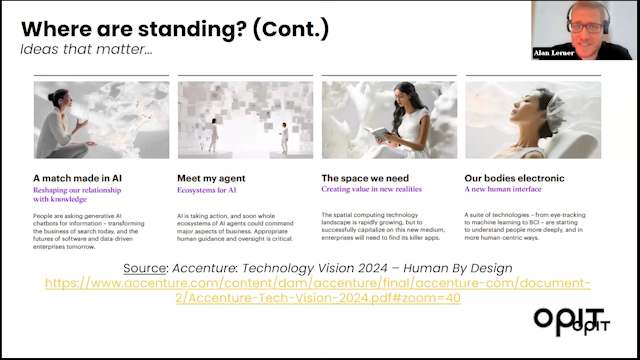 Where are standing? (Cont.)
Ideas that matter...
Alan Lerner
A match made in AI
Reshaping our relationship
with knowledge
People are asking generative AI
chatbots for information – transforming
the business of search today, and the
futures of software and data-driven
enterprises tomorrow.
Meet my agent
Ecosystems for AI
AI is taking action, and soon whole
ecosystems of AI agents could command
major aspects of business. Appropriate
human guidance and oversight is critical.
The space we need
Creating value in new realities
The spatial computing technology
landscape is rapidly growing, but to
successfully capitalize on this new medium,
enterprises will need to find its killer apps.
Our bodies electronic
A new human interface
A suite of technologies – from eye-tracking
to machine learning to BCI – are starting
to understand people more deeply, and in
more human-centric ways.
Source: Accenture: Technology Vision 2024 – Human By Design
https://www.accenture.com/content/dam/accenture/final/accenture-com/document-
2/Accenture-Tech-Vision-2024.pdf#zoom=40
OPIT
OPIT